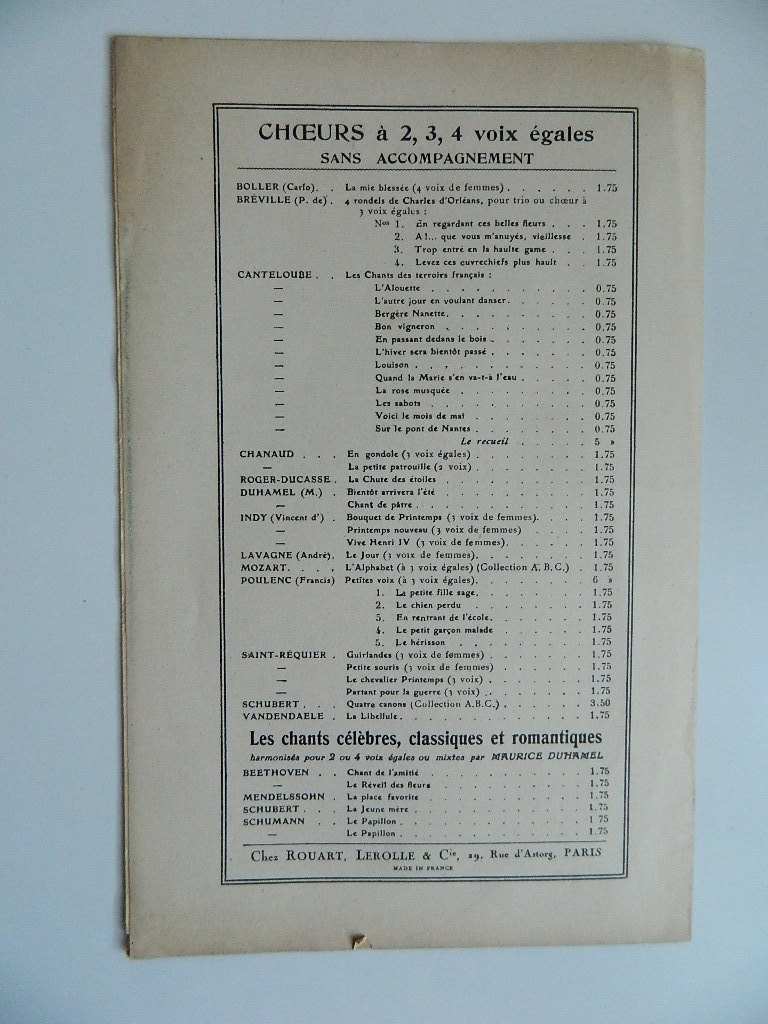 CHŒURS à 2, 3, 4 voix égales
SANS ACCOMPAGNEMENT
BOLLER (Carlo). . La mie blessée (4 voix de femmes) . . . . . . 1.75
BRÉVILLE (P. de) . 4 rondels de Charles d'Orléans, pour trio ou chœur à
3 voix égales :
Nos 1. En regardant ces belles fleurs . . . 1.75
2. A!... que vous m'anuyés, vieillesse . 1.75
3. Trop entré en la haulte game . . . 1.75
4. Levez ces cuvrechiefs plus hault . . 1.75
CANTELOUBE . . Les Chants des terroirs français :
— L'Alouette . . . . . . . . . . . 0.75
— L'autre jour en voulant danser . . . . . . 0.75
— Bergère Nanette . . . . . . . . . . 0.75
— Bon vigneron . . . . . . . . . . 0.75
— En passant dedans le bois . . . . . . . 0.75
— L'hiver sera bientôt passé . . . . . . . 0.75
— Louison . . . . . . . . . . . . 0.75
— Quand la Marie s'en va-t-à l'eau . . . . . 0.75
— La rose musquée . . . . . . . . . 0.75
— Les sabots . . . . . . . . . . . 0.75
— Voici le mois de mai . . . . . . . . 0.75
— Sur le pont de Nantes . . . . . . . . 0.75
Le recueil . . . . . 5 »
CHANAUD . . . En gondole (3 voix égales) . . . . . . . . 1.75
— La petite patrouille (2 voix) . . . . . . . . 1.75
ROGER-DUCASSE . La Chute des étoiles . . . . . . . . . . 1.75
DUHAMEL (M.) . Bientôt arrivera l'été . . . . . . . . . . 1.75
— Chant de pâtre . . . . . . . . . . . . 1.75
INDY (Vincent d') . Bouquet de Printemps (3 voix de femmes). . . . 1.75
— Printemps nouveau (3 voix de femmes) . . . . 1.75
— Vive Henri IV (3 voix de femmes). . . . . . 1.75
LAVAGNE (André). Le Jour (3 voix de femmes). . . . . . . . 1.75
MOZART. . . . L'Alphabet (à 3 voix égales) (Collection A. B. C.) . 1.75
POULENC (Francis) Petites voix (à 3 voix égales). . . . . . . . 6 »
1. La petite fille sage. . . . . . . . 1.75
2. Le chien perdu . . . . . . . . 1.75
3. En rentrant de l'école. . . . . . . 1.75
4. Le petit garçon malade . . . . . . 1.75
5. Le hérisson . . . . . . . . . 1.75
SAINT-RÉQUIER . Guirlandes (3 voix de femmes) . . . . . . . 1.75
— Petite souris (3 voix de femmes) . . . . . . 1.75
— Le chevalier Printemps (3 voix) . . . . . . . 1.75
— Partant pour la guerre (3 voix) . . . . . . . 1.75
SCHUBERT . . . Quatre canons (Collection A.B.C.) . . . . . . 3.50
VANDENDAELE . La Libellule. . . . . . . . . . . . . 1.75
Les chants célèbres, classiques et romantiques
harmonisés pour 2 ou 4 voix égales ou mixtes par MAURICE DUHAMEL
BEETHOVEN . . Chant de l'amitié . . . . . . . . . . . 1.75
— Le Réveil des fleurs . . . . . . . . . . 1.75
MENDELSSOHN . La place favorite . . . . . . . . . . . 1.75
SCHUBERT . . . La Jeune mère . . . . . . . . . . . . 1.75
SCHUMANN . . Le Papillon . . . . . . . . . . . . . 1 75
— Le Papillon . . . . . . . . . . . . . 1.75
Chez ROUART, LEROLLE & Cie, 29, Rue d'Astorg, PARIS
MADE IN FRANCE